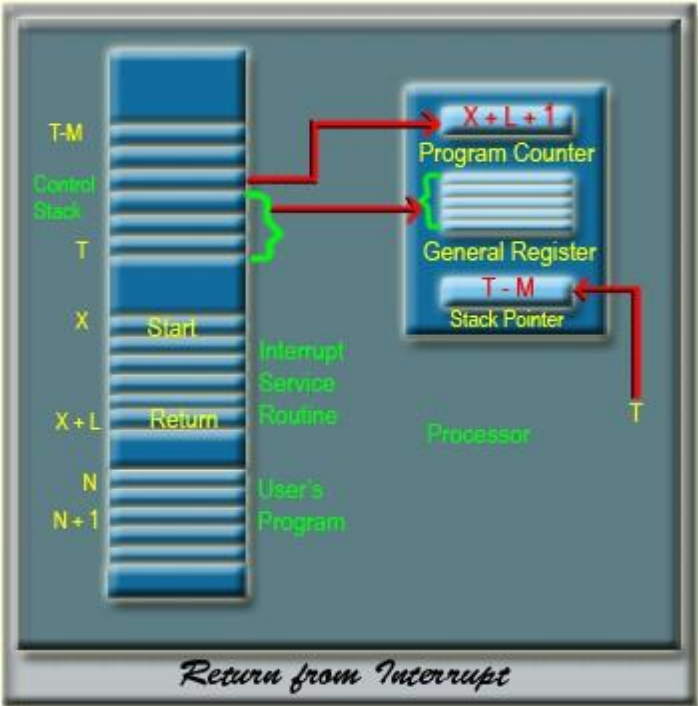 T-M
Control
Stack
T
X
Start
Interrupt
Service
Routine
X + L
Return
N
N + 1
User's
Program
X + L + 1
Program Counter
General Register
T - M
Stack Pointer
T
Processor
Return from Interrupt